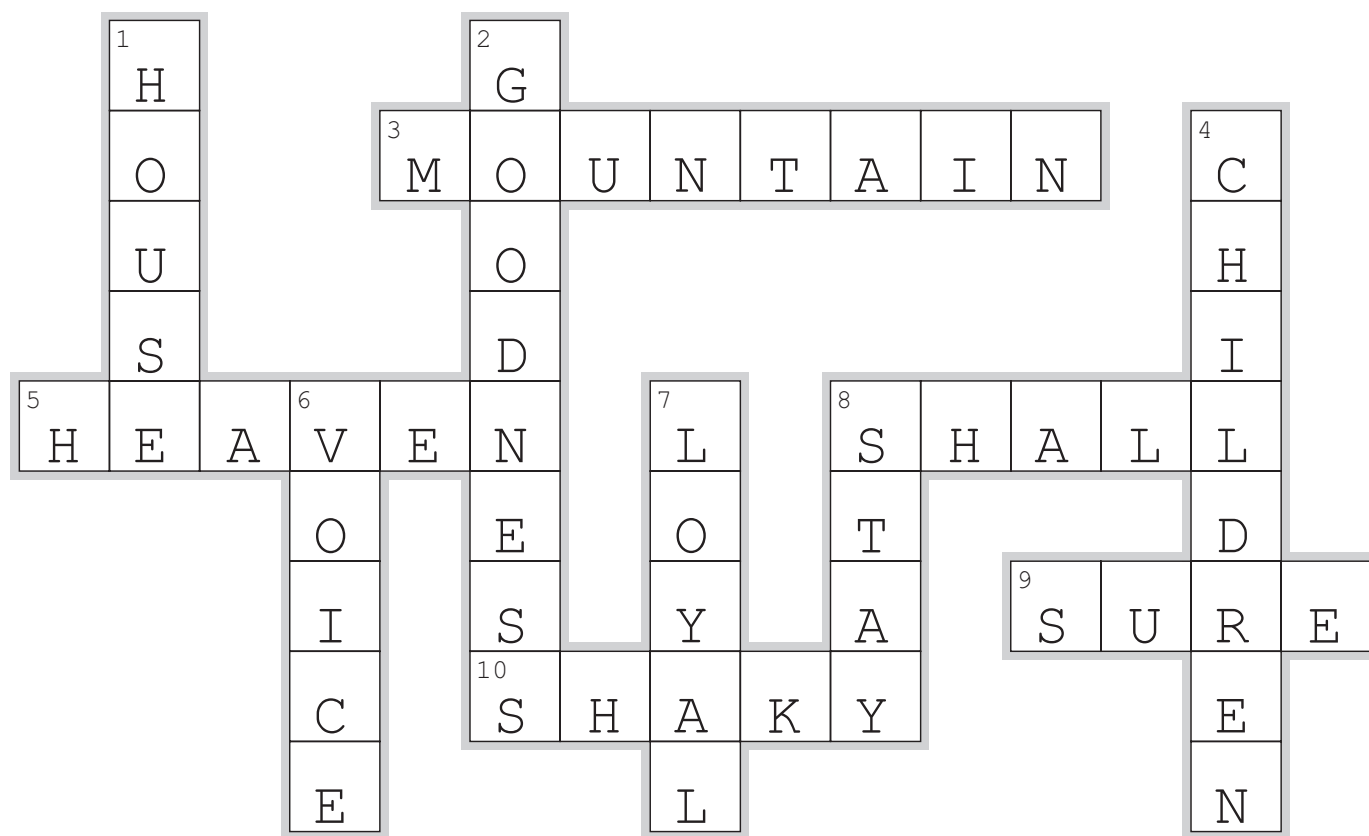 1 2
H G
3 4
O M O U N T A I N C
U O H
S D I
5 6 7 8
H E A V E N L S H A L L
O E O T D
9
I S Y A S U R E
10
C S H A K Y E
E L N